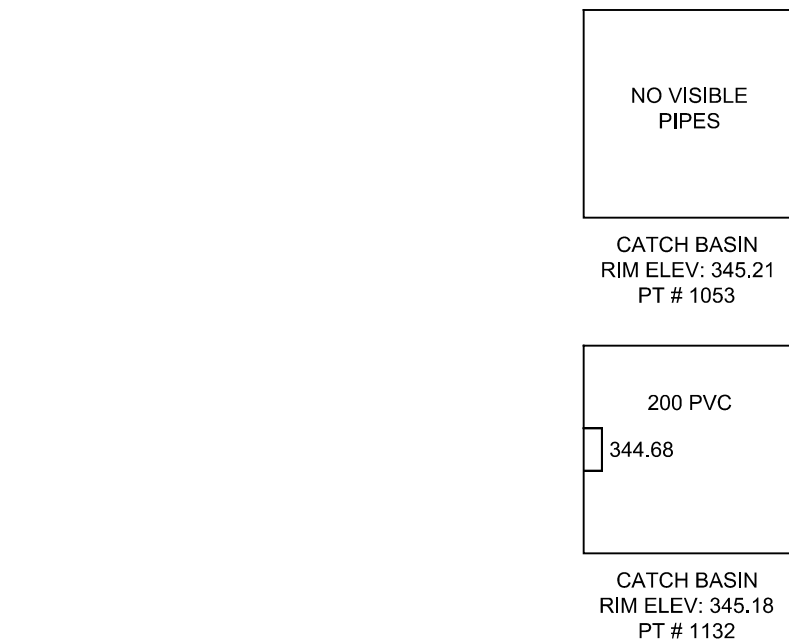 NO VISIBLE
PIPES
CATCH BASIN
RIM ELEV: 345.21
PT # 1053
200 PVC
344.68
CATCH BASIN
RIM ELEV: 345.18
PT # 1132